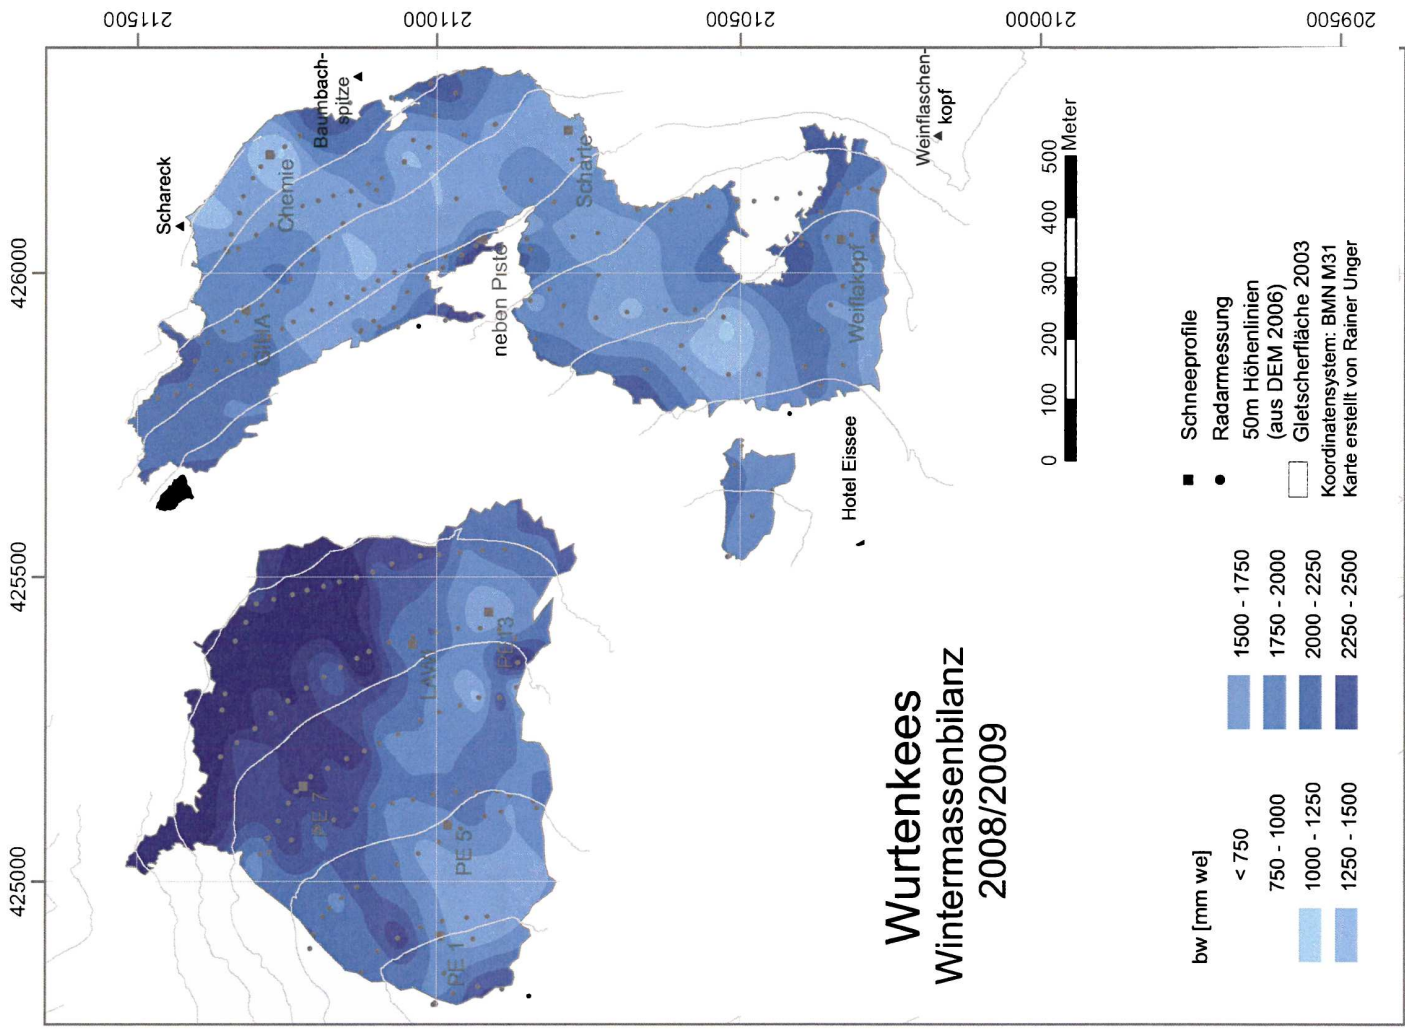 Wurtenkees
Wintermassenbilanz
2008/2009
425000
425500
426000
211500
211000
210500
210000
209500
Schareck
Baumbach-
spitze
Chemie
Scharte
neben Piste
Weißlakopf
Weinflaschen-
kopf
Hotel Eissee
PE 7
PE 5
PE 1
bw [mm we]
< 750
750 - 1000
1000 - 1250
1250 - 1500
1500 - 1750
1750 - 2000
2000 - 2250
2250 - 2500
Schneeprofile
Radarmessung
50m Höhenlinien
(aus DEM 2006)
Gletscherfläche 2003
Koordinatensystem: BMN M31
Karte erstellt von Rainer Unger
0 100 200 300 400 500
Meter